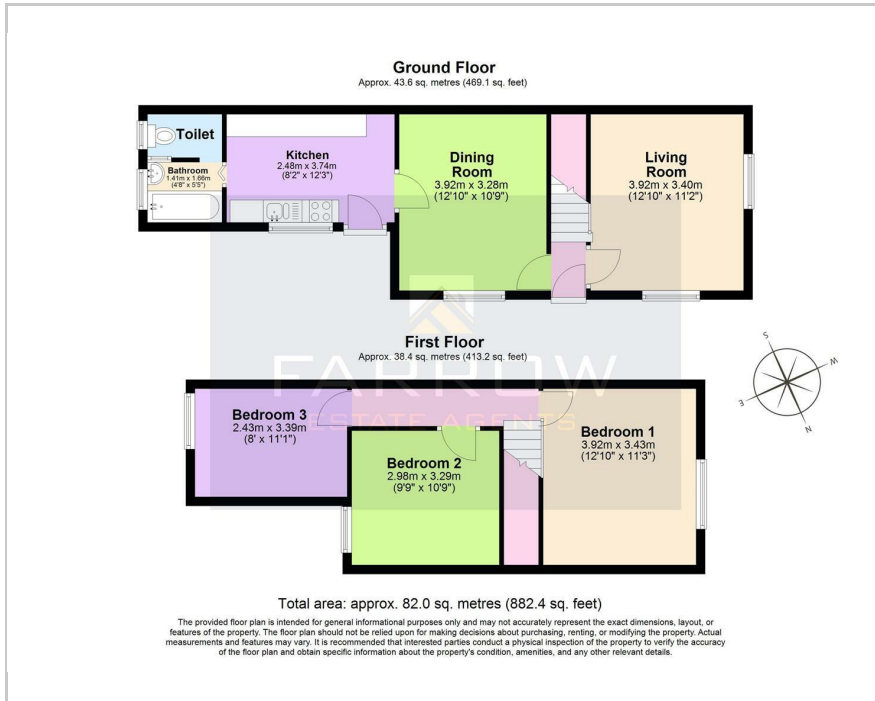 Ground Floor
Approx. 43.6 sq. metres (469.1 sq. feet)
Toilet
Bathroom
1.41m x 1.66m
(4'8" x 5'5")
Kitchen
2.48m x 3.74m
(8'2" x 12'3")
Dining
Room
3.92m x 3.28m
(12'10" x 10'9")
Living
Room
3.92m x 3.40m
(12'10" x 11'2")
First Floor
Approx. 38.4 sq. metres (413.2 sq. feet)
FARROW
ESTATE AGENTS
Bedroom 3
2.43m x 3.39m
(8' x 11'1")
Bedroom 2
2.98m x 3.29m
(9'9" x 10'9")
Bedroom 1
3.92m x 3.43m
(12'10" x 11'3")
S
W
E
N
Total area: approx. 82.0 sq. metres (882.4 sq. feet)
The provided floor plan is intended for general informational purposes only and may not accurately represent the exact dimensions, layout, or
features of the property. The floor plan should not be relied upon for making decisions about purchasing, renting, or modifying the property. Actual
measurements and features may vary. It is recommended that interested parties conduct a physical inspection of the property to verify the accuracy
of the floor plan and obtain specific information about the property's condition, amenities, and any other relevant details.